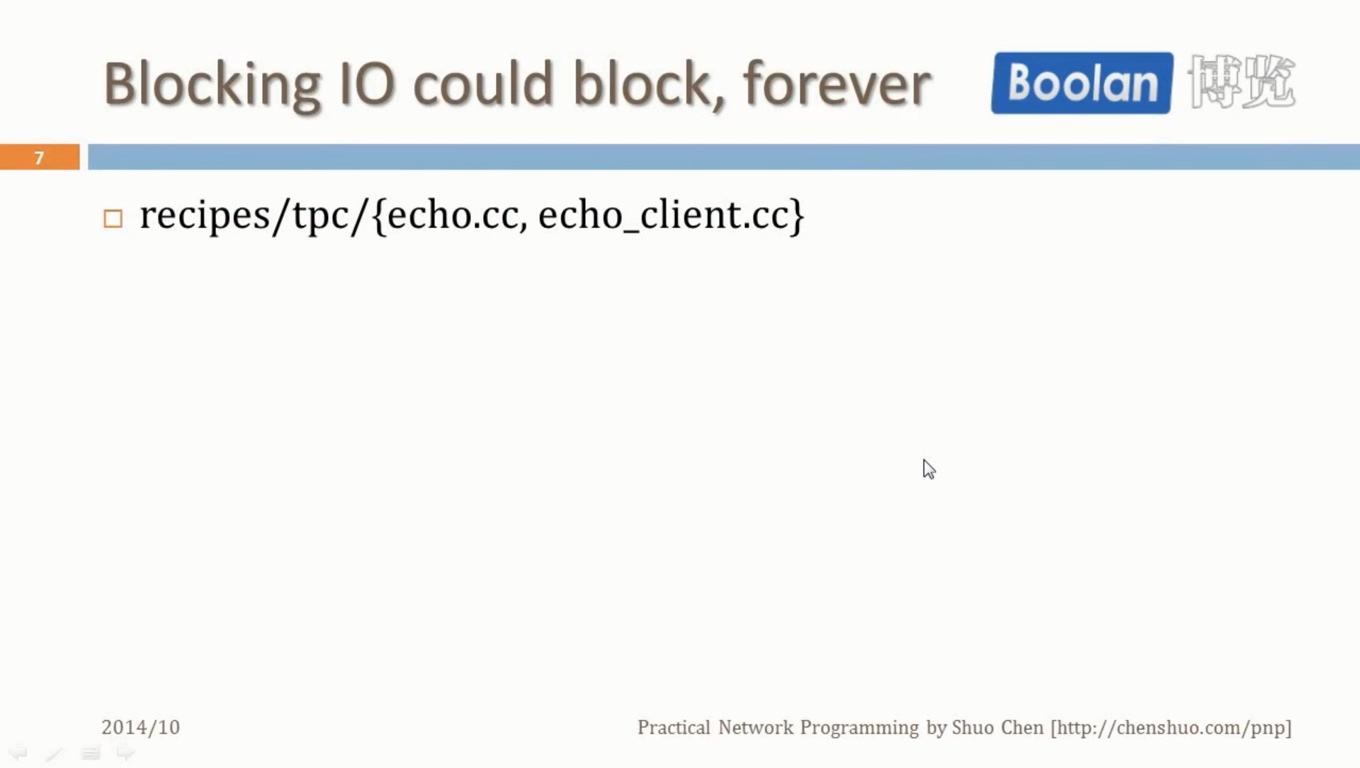 Blocking IO could block, forever
Boolan 博览
7
recipes/tpc/{echo.cc, echo_client.cc}
2014/10
Practical Network Programming by Shuo Chen [http://chenshuo.com/pnp]